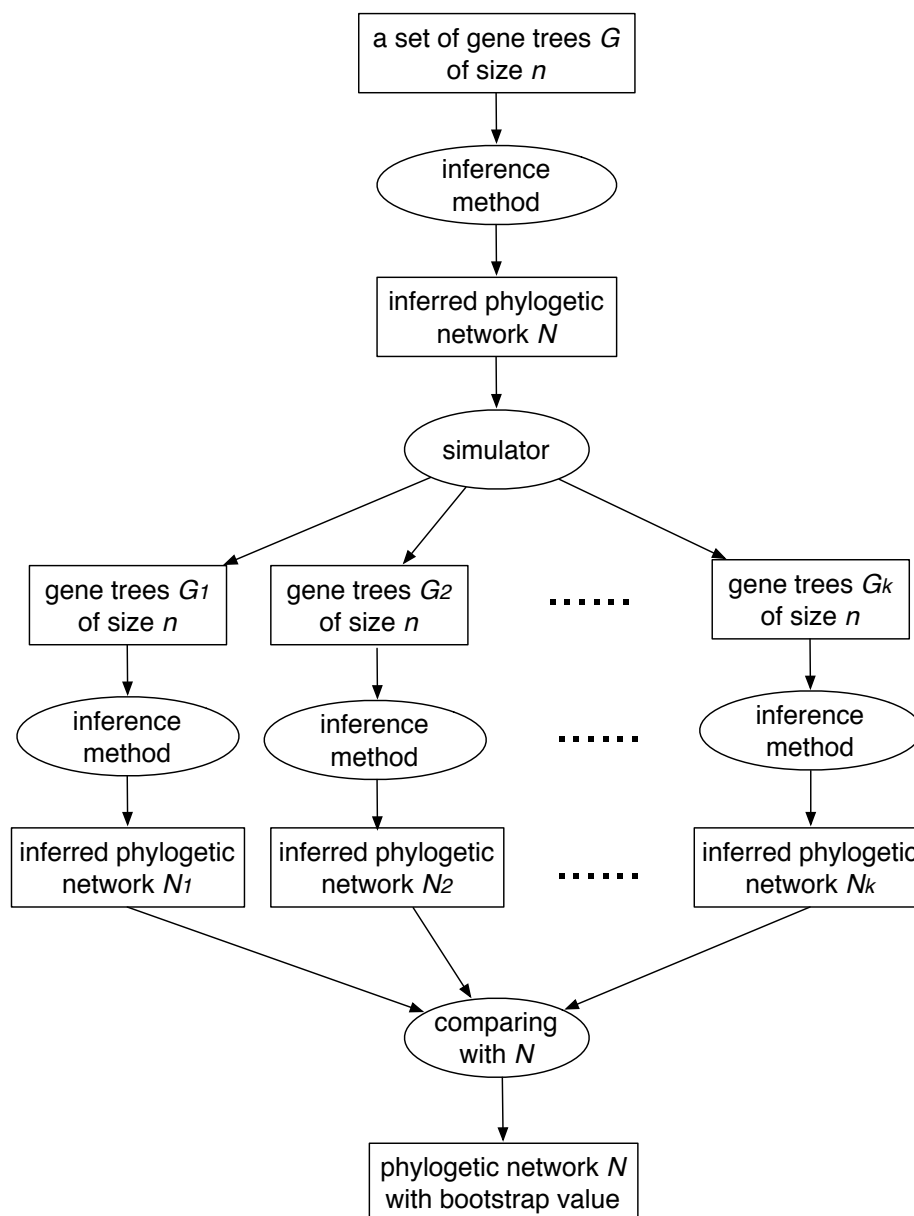 a set of gene trees G
of size n
inference
method
inferred phylogetic
network N
simulator
gene trees G1
of size n
gene trees G2
of size n
gene trees Gk
of size n
inference
method
inference
method
inference
method
inferred phylogetic
network N1
inferred phylogetic
network N2
inferred phylogetic
network Nk
comparing
with N
phylogetic network N
with bootstrap value